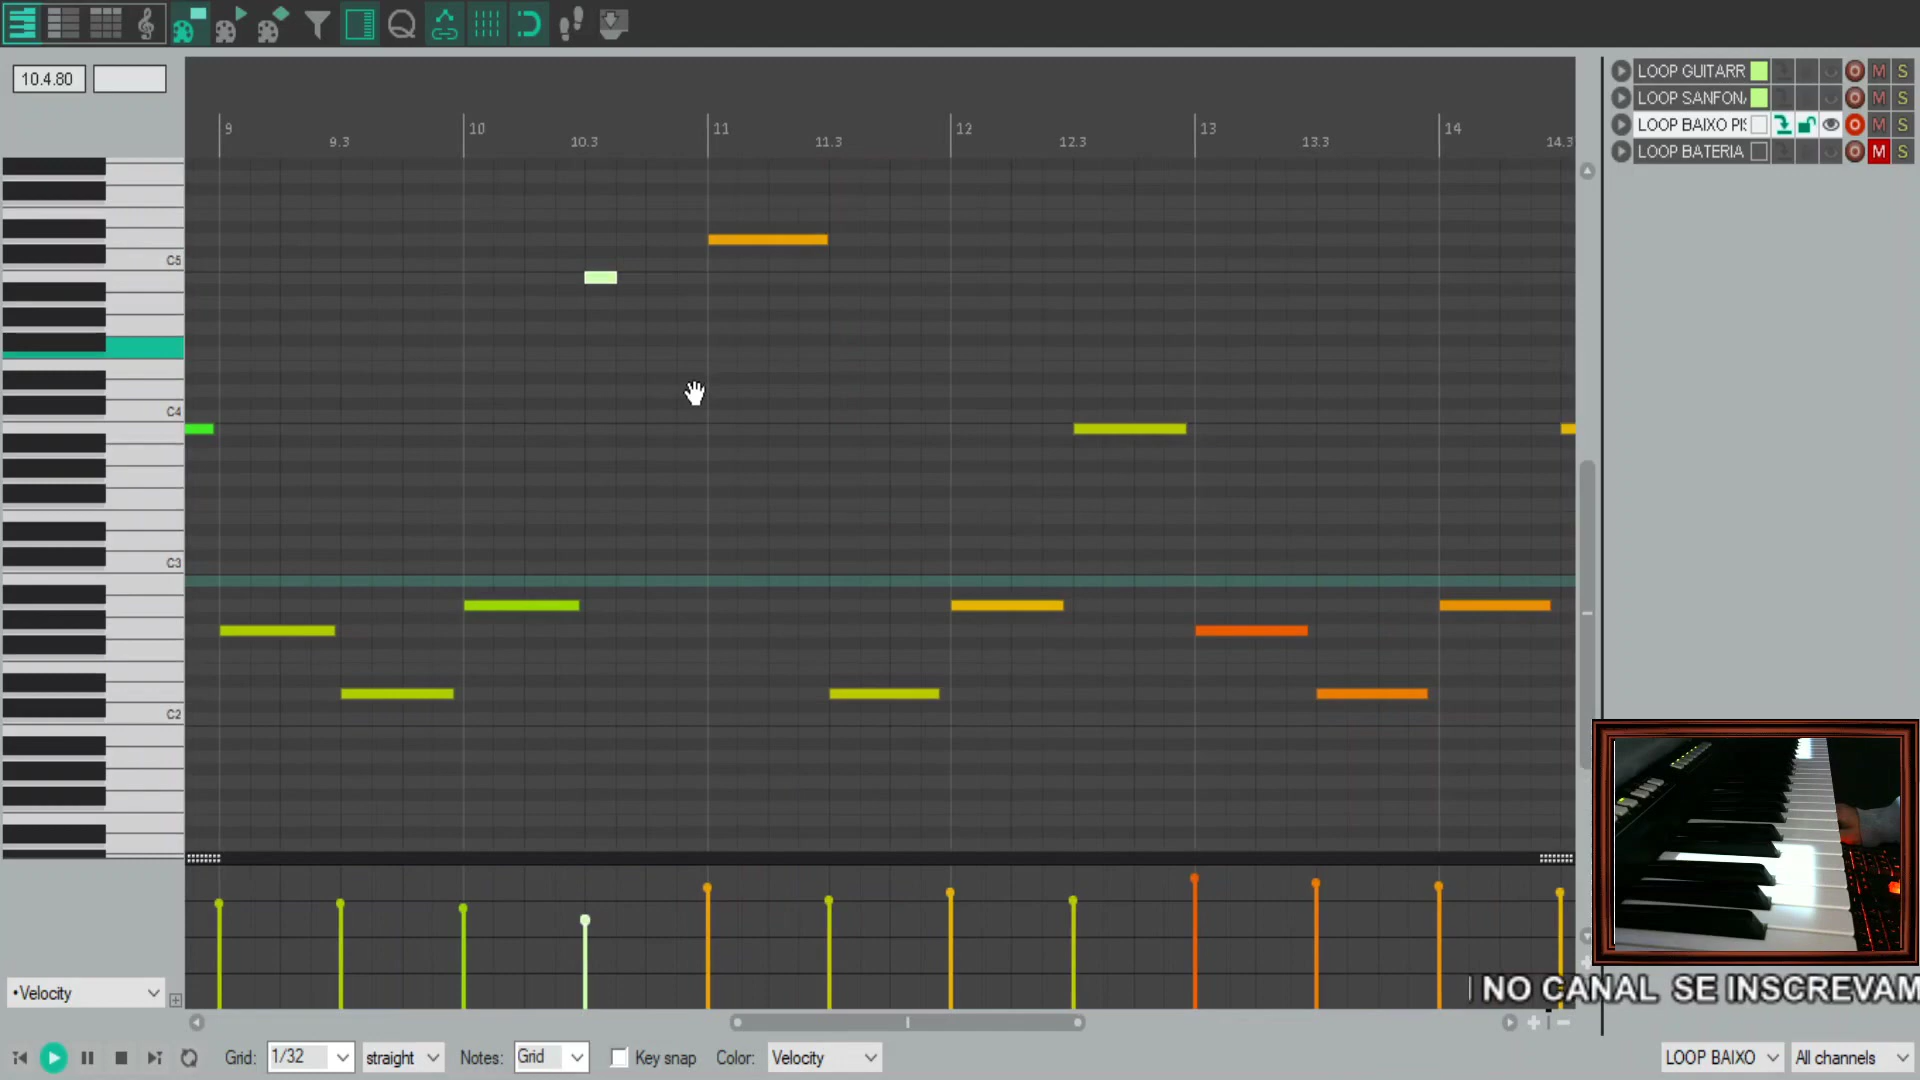 10.4.80
9
9.3
10
10.3
11
11.3
12
12.3
13
13.3
14
14.3
C5
C4
C3
C2
LOOP GUITARR
M S
LOOP SANFON
M S
LOOP BAIXO PI
M S
LOOP BATERIA
M S
NO CANAL SE INSCREVAM
•Velocity
Grid: 1/32 straight Notes: Grid Key snap Color: Velocity
LOOP BAIXO All channels